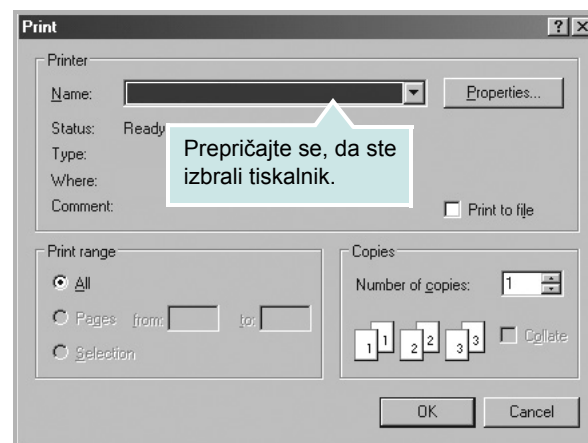 Print
Printer
Name:
Properties...
Status: Ready
Type:
Where:
Comment:
Prepričajte se, da ste
izbrali tiskalnik.
Print to file
Print range
All
Pages from: to:
Selection
Copies
Number of copies: 1
1 1 2 2 3 3
Collate
OK Cancel